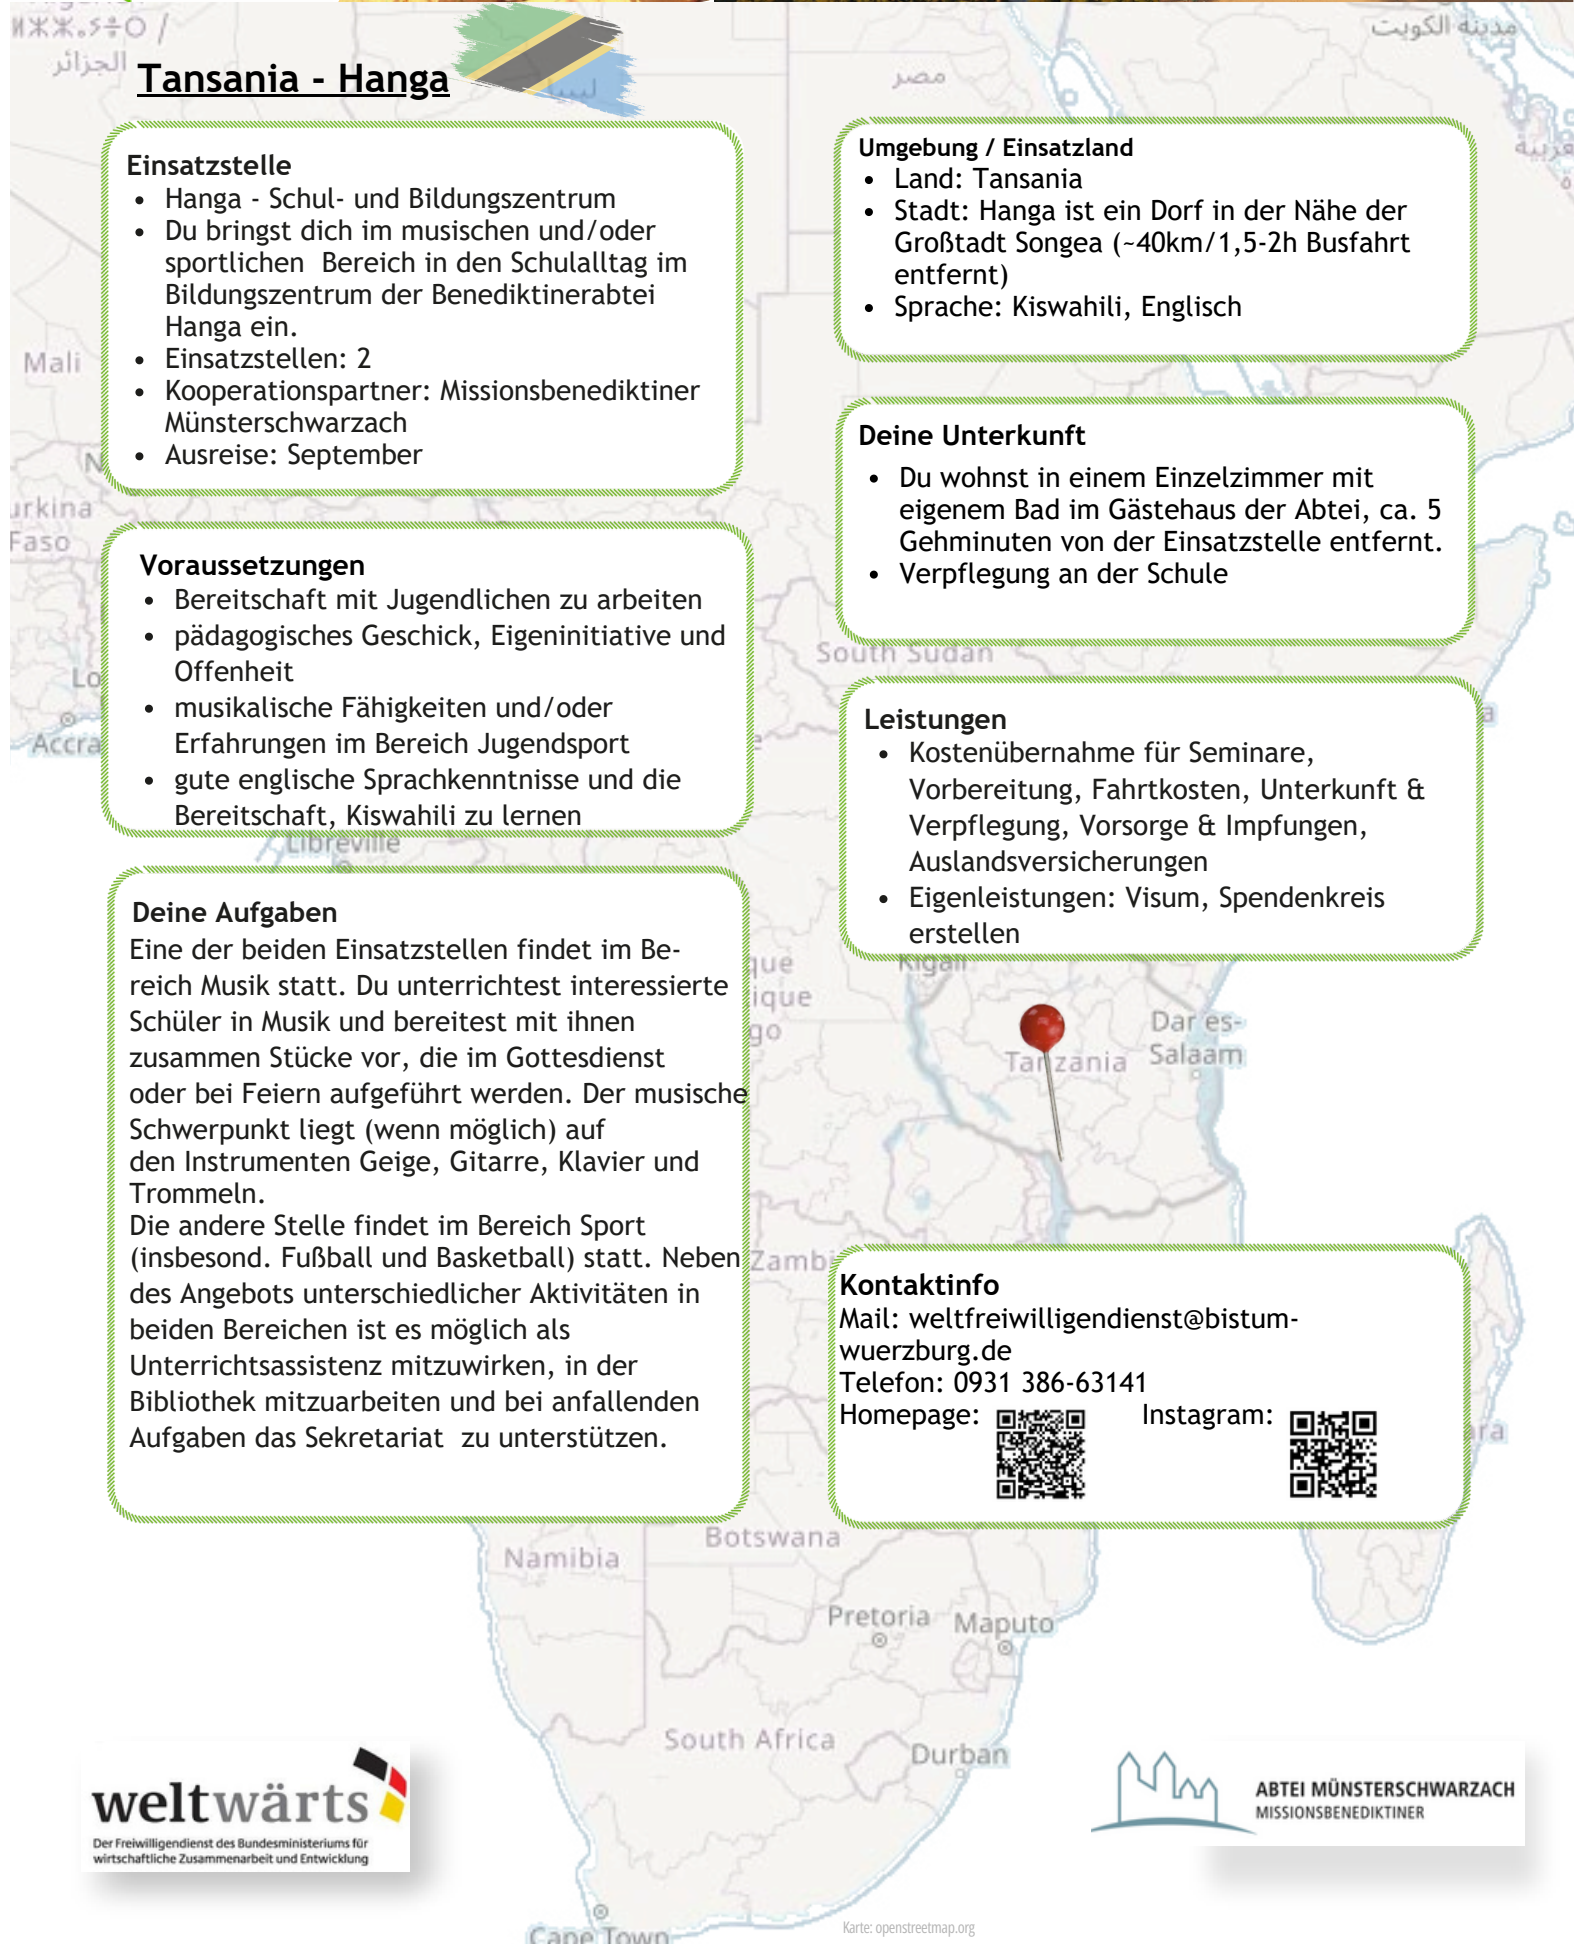 ⵍⵣⵣⴰⵢⴻⵔ /
الجزائر
مدينة الكويت
مصر
ليبيا
Tansania - Hanga
Einsatzstelle
• Hanga - Schul- und Bildungszentrum
• Du bringst dich im musischen und/oder
sportlichen  Bereich in den Schulalltag im
Bildungszentrum der Benediktinerabtei
Hanga ein.
• Einsatzstellen: 2
• Kooperationspartner: Missionsbenediktiner
Münsterschwarzach
• Ausreise: September
Umgebung / Einsatzland
• Land: Tansania
• Stadt: Hanga ist ein Dorf in der Nähe der
Großtadt Songea (~40km/1,5-2h Busfahrt
entfernt)
• Sprache: Kiswahili, Englisch
Mali
Deine Unterkunft
• Du wohnst in einem Einzelzimmer mit
eigenem Bad im Gästehaus der Abtei, ca. 5
Gehminuten von der Einsatzstelle entfernt.
• Verpflegung an der Schule
Faso
South Sudan
Accra
Voraussetzungen
• Bereitschaft mit Jugendlichen zu arbeiten
• pädagogisches Geschick, Eigeninitiative und
Offenheit
• musikalische Fähigkeiten und/oder
Erfahrungen im Bereich Jugendsport
• gute englische Sprachkenntnisse und die
Bereitschaft, Kiswahili zu lernen
Libreville
Leistungen
• Kostenübernahme für Seminare,
Vorbereitung, Fahrtkosten, Unterkunft &
Verpflegung, Vorsorge & Impfungen,
Auslandsversicherungen
• Eigenleistungen: Visum, Spendenkreis
erstellen
Kigali
Deine Aufgaben
Eine der beiden Einsatzstellen findet im Be-
reich Musik statt. Du unterrichtest interessierte
Schüler in Musik und bereitest mit ihnen
zusammen Stücke vor, die im Gottesdienst
oder bei Feiern aufgeführt werden. Der musische
Schwerpunkt liegt (wenn möglich) auf
den Instrumenten Geige, Gitarre, Klavier und
Trommeln.
Die andere Stelle findet im Bereich Sport
(insbesond. Fußball und Basketball) statt. Neben
des Angebots unterschiedlicher Aktivitäten in
beiden Bereichen ist es möglich als
Unterrichtsassistenz mitzuwirken, in der
Bibliothek mitzuarbeiten und bei anfallenden
Aufgaben das Sekretariat  zu unterstützen.
Tanzania
Dar es-
Salaam
Zambi
Kontaktinfo
Mail: weltfreiwilligendienst@bistum-
wuerzburg.de
Telefon: 0931 386-63141
Homepage: Instagram:
Botswana
Namibia
Pretoria
Maputo
South Africa
Durban
Cape Town
weltwärts
Der Freiwilligendienst des Bundesministeriums für
wirtschaftliche Zusammenarbeit und Entwicklung
ABTEI MÜNSTERSCHWARZACH
MISSIONSBENEDIKTINER
Karte: openstreetmap.org